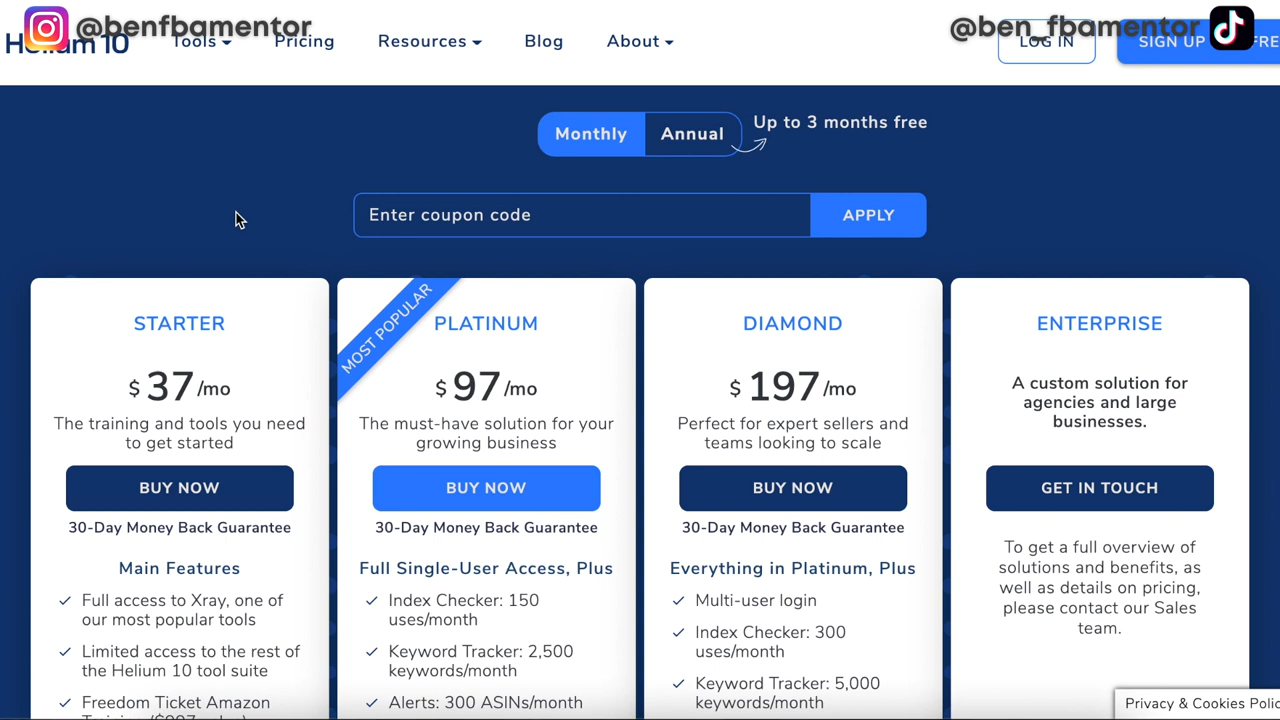 @benfbamentor
@ben_fbamentor
Helium 10
Tools
Pricing
Resources
Blog
About
LOG IN
SIGN UP
FRE
Monthly
Annual
Up to 3 months free
Enter coupon code
APPLY
STARTER
$ 37 /mo
The training and tools you need
to get started
BUY NOW
30-Day Money Back Guarantee
Main Features
Full access to Xray, one of
our most popular tools
Limited access to the rest of
the Helium 10 tool suite
Freedom Ticket Amazon
MOST POPULAR
PLATINUM
$ 97 /mo
The must-have solution for your
growing business
BUY NOW
30-Day Money Back Guarantee
Full Single-User Access, Plus
Index Checker: 150
uses/month
Keyword Tracker: 2,500
keywords/month
Alerts: 300 ASINs/month
DIAMOND
$ 197 /mo
Perfect for expert sellers and
teams looking to scale
BUY NOW
30-Day Money Back Guarantee
Everything in Platinum, Plus
Multi-user login
Index Checker: 300
uses/month
Keyword Tracker: 5,000
keywords/month
ENTERPRISE
A custom solution for
agencies and large
businesses.
GET IN TOUCH
To get a full overview of
solutions and benefits, as
well as details on pricing,
please contact our Sales
team.
Privacy & Cookies Polic